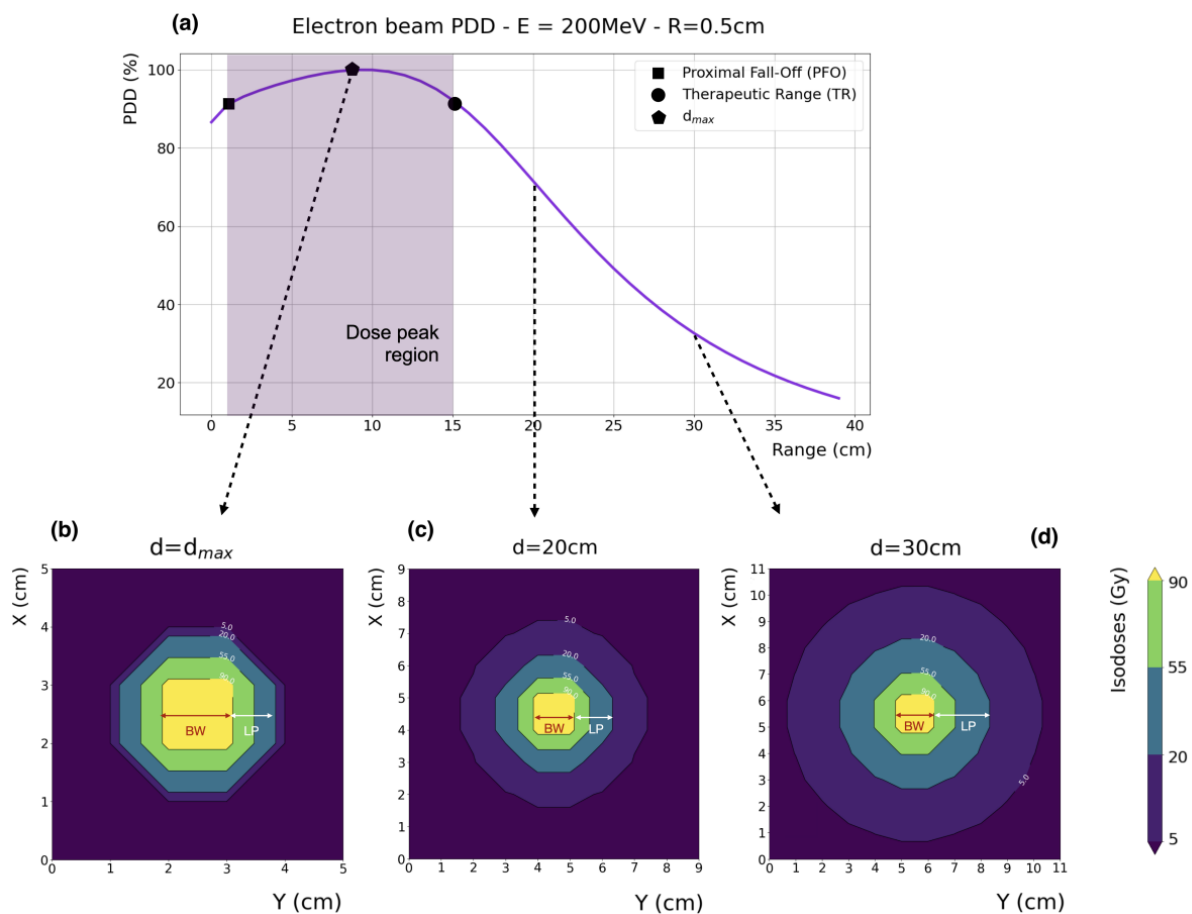 (a)
Electron beam PDD - E = 200MeV - R=0.5cm
PDD (%)
100
80
60
40
20
Proximal Fall-Off (PFO)
Therapeutic Range (TR)
d_max
Dose peak
region
0 5 10 15 20 25 30 35 40
Range (cm)
(b)
d=d_max
X (cm)
5
4
3
2
1
0
5.0
20.0
55.0
90.0
BW
LP
1 2 3 4 5
Y (cm)
(c)
d=20cm
X (cm)
9
8
7
6
5
4
3
2
1
0
5.0
20.0
55.0
90.0
BW
LP
0 1 2 3 4 5 6 7 8 9
Y (cm)
d=30cm
(d)
X (cm)
11
10
9
8
7
6
5
4
3
2
1
0
20.0
55.0
90.0
5.0
BW
LP
0 1 2 3 4 5 6 7 8 9 10 11
Y (cm)
Isodoses (Gy)
90
55
20
5